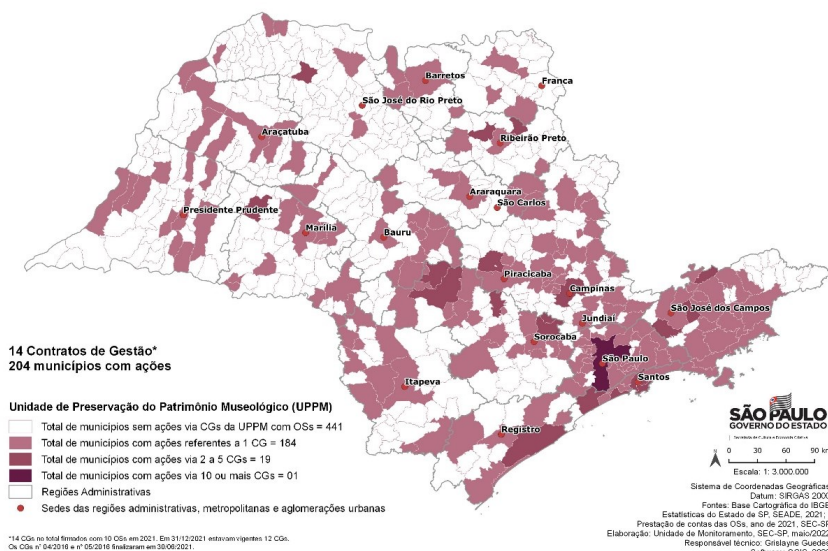 Barretos
Franca
São José do Rio Preto
Ribeirão Preto
Araçatuba
Araraquara
São Carlos
Presidente Prudente
Marília
Bauru
Piracicaba
Campinas
São José dos Campos
Jundiaí
Sorocaba
São Paulo
Santos
Itapeva
Registro
14 Contratos de Gestão*
204 municípios com ações
Unidade de Preservação do Patrimônio Museológico (UPPM)
Total de municípios sem ações via CGs da UPPM com OSs = 441
Total de municípios com ações referentes a 1 CG = 184
Total de municípios com ações via 2 a 5 CGs = 19
Total de municípios com ações via 10 ou mais CGs = 01
Regiões Administrativas
Sedes das regiões administrativas, metropolitanas e aglomerações urbanas
*14 CGs no total firmados com 10 OSs em 2021. Em 31/12/2021 estavam vigentes 12 CGs.
Os CGs n° 04/2016 e n° 05/2016 finalizaram em 30/06/2021.
SÃO PAULO
GOVERNO DO ESTADO
Secretaria de Cultura e Economia Criativa
N
0 30 60 90 km
Escala: 1: 3.000.000
Sistema de Coordenadas Geográficas
Datum: SIRGAS 2000
Fontes: Base Cartográfica do IBGE
Estatísticas do Estado de SP, SEADE, 2021;
Prestação de contas das OSs, ano de 2021, SEC-SP
Elaboração: Unidade de Monitoramento, SEC-SP, maio/2022
Responsável técnico: Grislayne Guedes